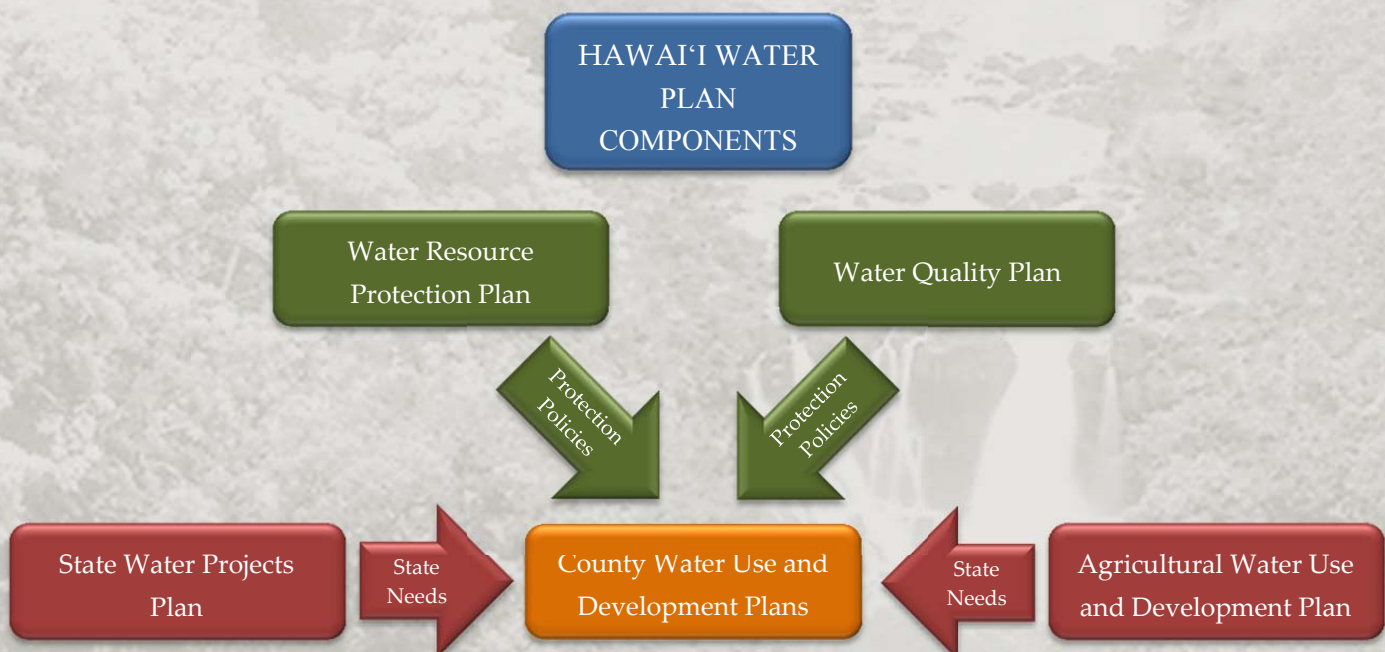 HAWAI‘I WATER
PLAN
COMPONENTS
Water Resource
Protection Plan
Water Quality Plan
Protection
Policies
Protection
Policies
State Water Projects
Plan
State
Needs
County Water Use and
Development Plans
State
Needs
Agricultural Water Use
and Development Plan